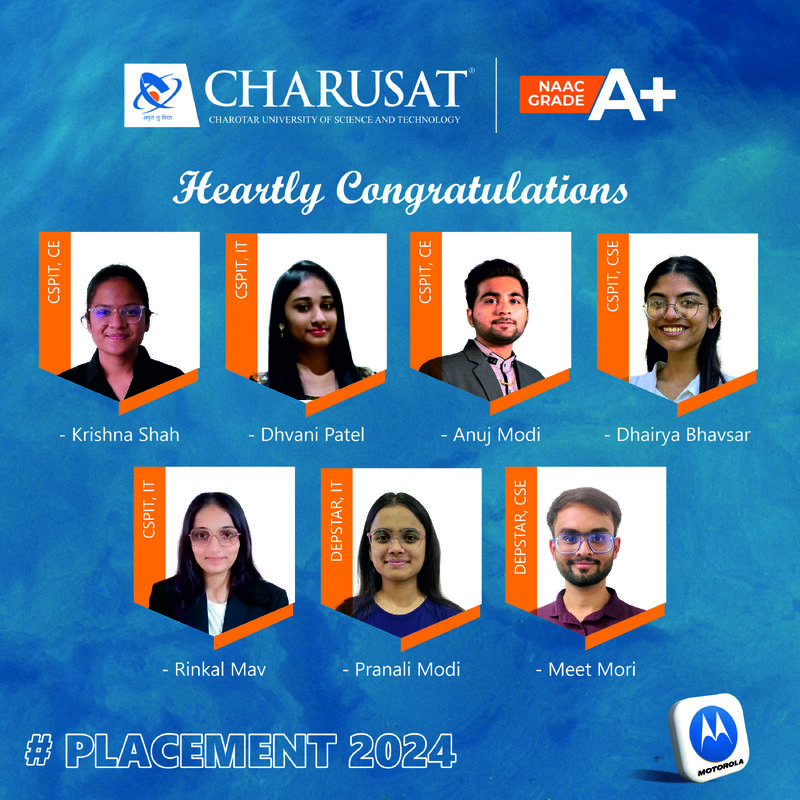 CHARUSAT®
NAAC
GRADE A+
अमृतं तु विद्या
CHAROTAR UNIVERSITY OF SCIENCE AND TECHNOLOGY
Heartly Congratulations
CSPIT, CE
CSPIT, IT
CSPIT, CE
CSPIT, CSE
- Krishna Shah
- Dhvani Patel
- Anuj Modi
- Dhairya Bhavsar
CSPIT, IT
DEPSTAR, IT
DEPSTAR, CSE
- Rinkal Mav
- Pranali Modi
- Meet Mori
# PLACEMENT 2024
MOTOROLA